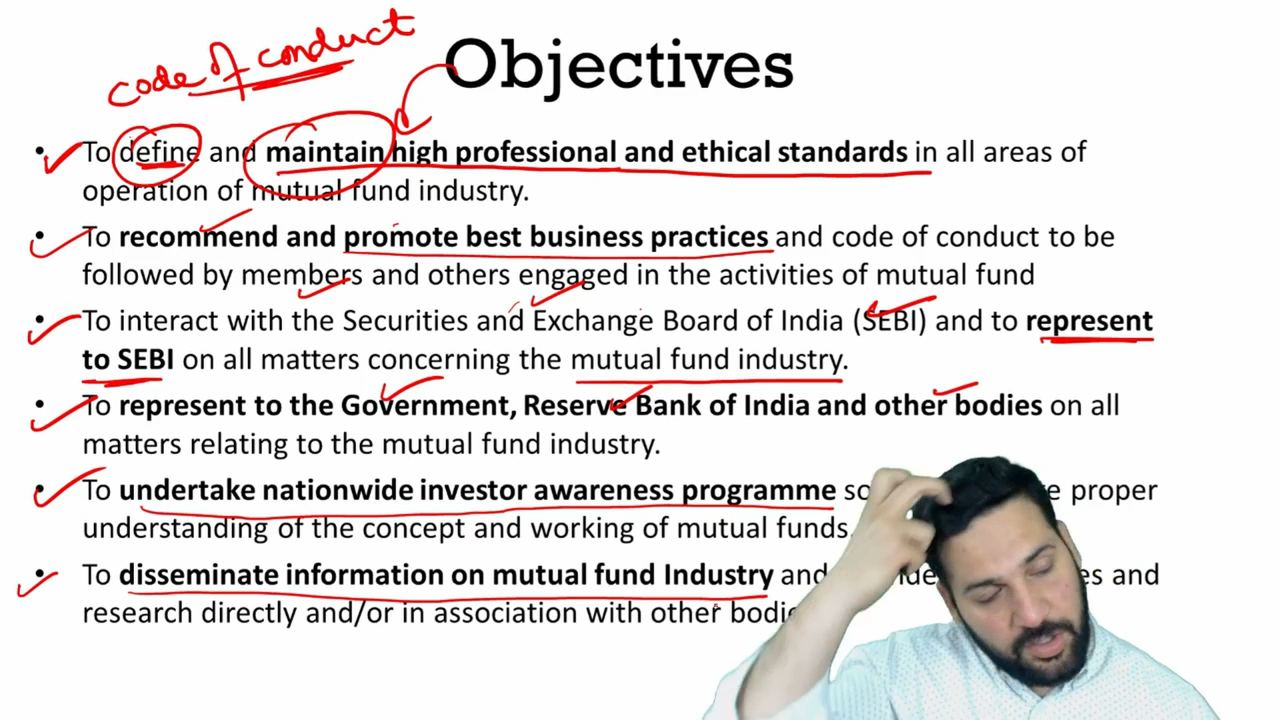 code of conduct
Objectives
• To define and maintain high professional and ethical standards in all areas of
operation of mutual fund industry.
• To recommend and promote best business practices and code of conduct to be
followed by members and others engaged in the activities of mutual fund
• To interact with the Securities and Exchange Board of India (SEBI) and to represent
to SEBI on all matters concerning the mutual fund industry.
• To represent to the Government, Reserve Bank of India and other bodies on all
matters relating to the mutual fund industry.
• To undertake nationwide investor awareness programme so proper
understanding of the concept and working of mutual funds.
• To disseminate information on mutual fund Industry and and
research directly and/or in association with other